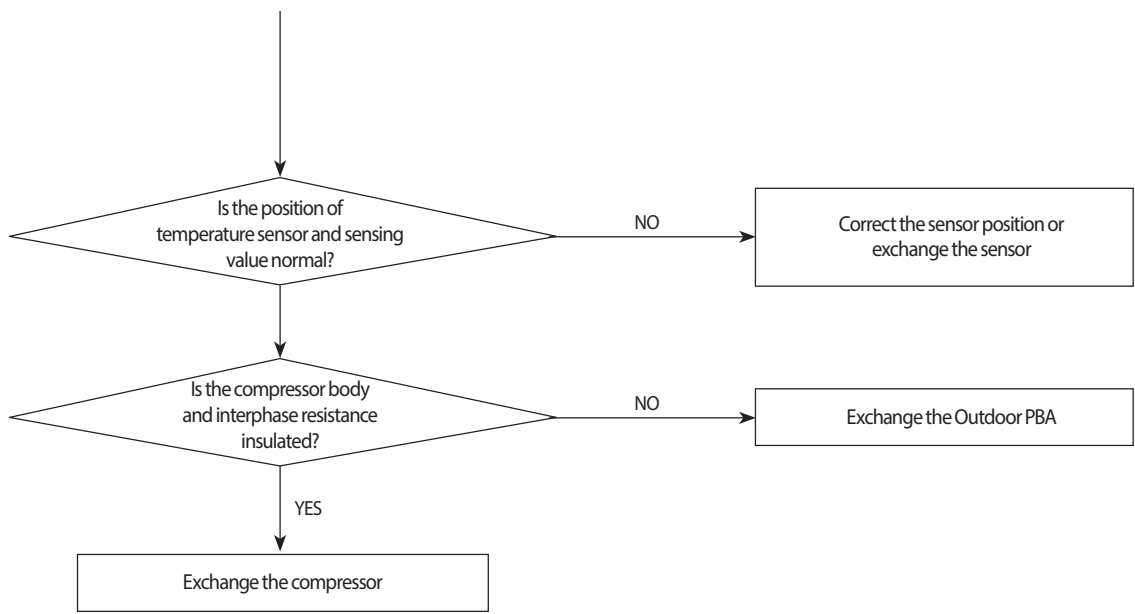 Is the position of
temperature sensor and sensing
value normal?
NO
Correct the sensor position or
exchange the sensor
Is the compressor body
and interphase resistance
insulated?
NO
Exchange the Outdoor PBA
YES
Exchange the compressor